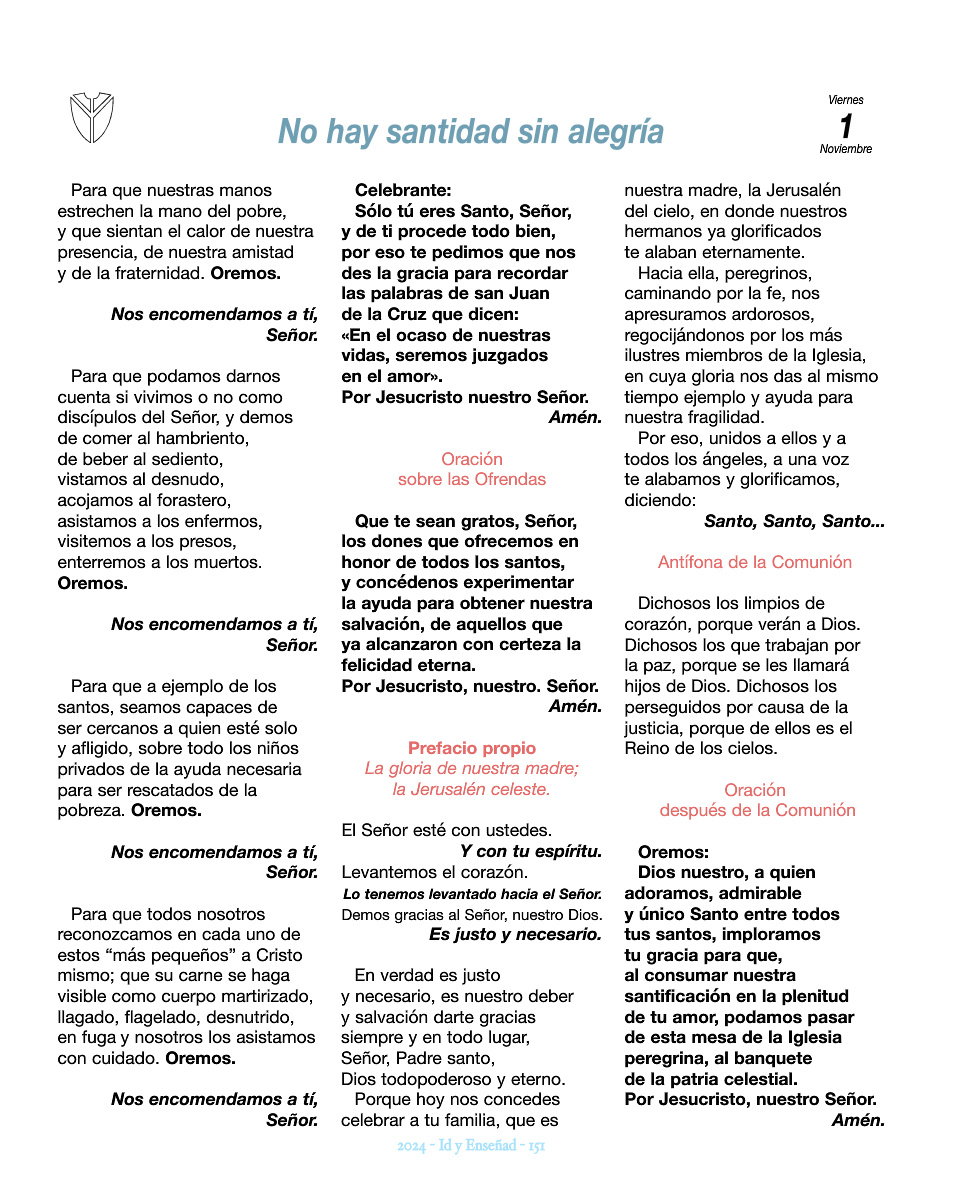 No hay santidad sin alegría
Viernes
1
Noviembre
Para que nuestras manos
estrechen la mano del pobre,
y que sientan el calor de nuestra
presencia, de nuestra amistad
y de la fraternidad. Oremos.
Nos encomendamos a tí,
Señor.
Para que podamos darnos
cuenta si vivimos o no como
discípulos del Señor, y demos
de comer al hambriento,
de beber al sediento,
vistamos al desnudo,
acojamos al forastero,
asistamos a los enfermos,
visitemos a los presos,
enterremos a los muertos.
Oremos.
Nos encomendamos a tí,
Señor.
Para que a ejemplo de los
santos, seamos capaces de
ser cercanos a quien esté solo
y afligido, sobre todo los niños
privados de la ayuda necesaria
para ser rescatados de la
pobreza. Oremos.
Nos encomendamos a tí,
Señor.
Para que todos nosotros
reconozcamos en cada uno de
estos “más pequeños” a Cristo
mismo; que su carne se haga
visible como cuerpo martirizado,
llagado, flagelado, desnutrido,
en fuga y nosotros los asistamos
con cuidado. Oremos.
Nos encomendamos a tí,
Señor.
Celebrante:
Sólo tú eres Santo, Señor,
y de ti procede todo bien,
por eso te pedimos que nos
des la gracia para recordar
las palabras de san Juan
de la Cruz que dicen:
«En el ocaso de nuestras
vidas, seremos juzgados
en el amor».
Por Jesucristo nuestro Señor.
Amén.
Oración
sobre las Ofrendas
Que te sean gratos, Señor,
los dones que ofrecemos en
honor de todos los santos,
y concédenos experimentar
la ayuda para obtener nuestra
salvación, de aquellos que
ya alcanzaron con certeza la
felicidad eterna.
Por Jesucristo, nuestro. Señor.
Amén.
Prefacio propio
La gloria de nuestra madre;
la Jerusalén celeste.
El Señor esté con ustedes.
Y con tu espíritu.
Levantemos el corazón.
Lo tenemos levantado hacia el Señor.
Demos gracias al Señor, nuestro Dios.
Es justo y necesario.
En verdad es justo
y necesario, es nuestro deber
y salvación darte gracias
siempre y en todo lugar,
Señor, Padre santo,
Dios todopoderoso y eterno.
Porque hoy nos concedes
celebrar a tu familia, que es
nuestra madre, la Jerusalén
del cielo, en donde nuestros
hermanos ya glorificados
te alaban eternamente.
Hacia ella, peregrinos,
caminando por la fe, nos
apresuramos ardorosos,
regocijándonos por los más
ilustres miembros de la Iglesia,
en cuya gloria nos das al mismo
tiempo ejemplo y ayuda para
nuestra fragilidad.
Por eso, unidos a ellos y a
todos los ángeles, a una voz
te alabamos y glorificamos,
diciendo:
Santo, Santo, Santo...
Antífona de la Comunión
Dichosos los limpios de
corazón, porque verán a Dios.
Dichosos los que trabajan por
la paz, porque se les llamará
hijos de Dios. Dichosos los
perseguidos por causa de la
justicia, porque de ellos es el
Reino de los cielos.
Oración
después de la Comunión
Oremos:
Dios nuestro, a quien
adoramos, admirable
y único Santo entre todos
tus santos, imploramos
tu gracia para que,
al consumar nuestra
santificación en la plenitud
de tu amor, podamos pasar
de esta mesa de la Iglesia
peregrina, al banquete
de la patria celestial.
Por Jesucristo, nuestro Señor.
Amén.
2024 - Id y Enseñad - 151